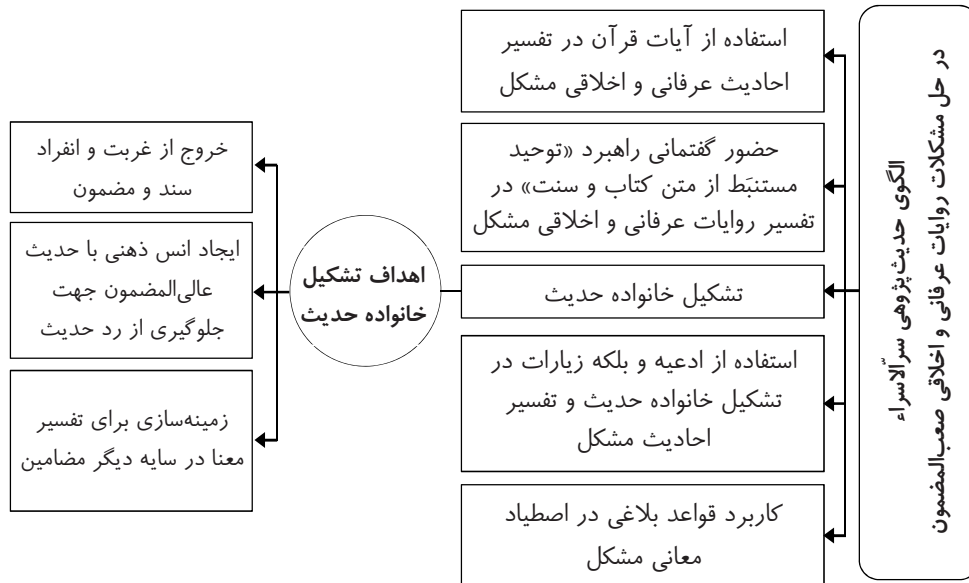 الگوی حدیث‌پژوهی سرّالاسراء
در حل مشکلات روایات عرفانی و اخلاقی صعب‌المضمون
استفاده از آیات قرآن در تفسیر
احادیث عرفانی و اخلاقی مشکل
حضور گفتمانی راهبرد «توحید
مستنبَط از متن کتاب و سنت» در
تفسیر روایات عرفانی و اخلاقی مشکل
تشکیل خانواده حدیث
استفاده از ادعیه و بلکه زیارات در
تشکیل خانواده حدیث و تفسیر
احادیث مشکل
کاربرد قواعد بلاغی در اصطیاد
معانی مشکل
اهداف تشکیل
خانواده حدیث
خروج از غربت و انفراد
سند و مضمون
ایجاد انس ذهنی با حدیث
عالی‌المضمون جهت
جلوگیری از رد حدیث
زمینه‌سازی برای تفسیر
معنا در سایه دیگر مضامین